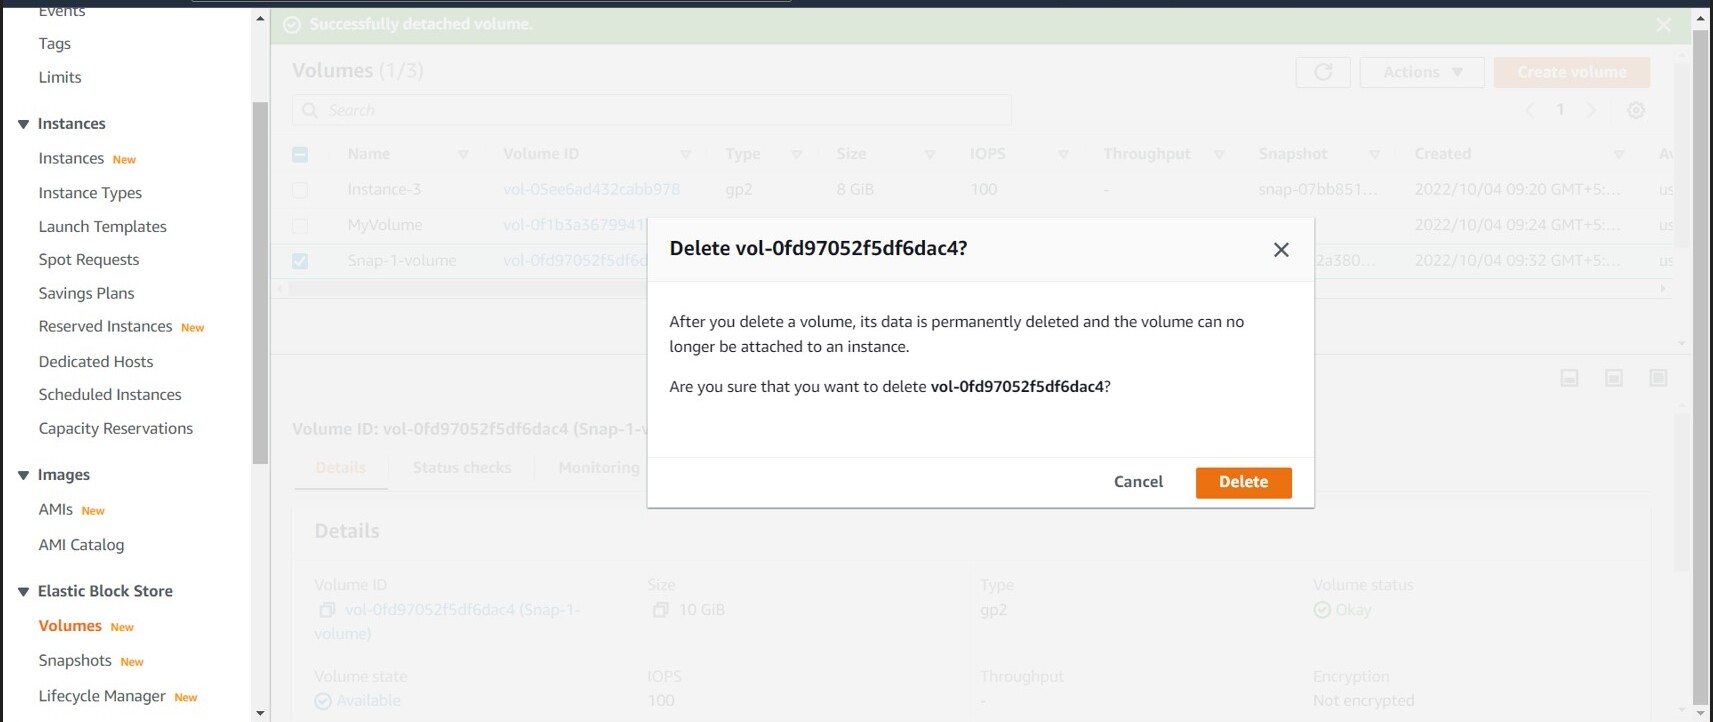 Events
Tags
Limits
Instances
Instances New
Instance Types
Launch Templates
Spot Requests
Savings Plans
Reserved Instances New
Dedicated Hosts
Scheduled Instances
Capacity Reservations
Images
AMIs New
AMI Catalog
Elastic Block Store
Volumes New
Snapshots New
Lifecycle Manager New
Successfully detached volume.
Volumes (1/3)
Actions
Create volume
Search
1
Name Volume ID Type Size IOPS Throughput Snapshot Created
Instance-3 vol-05ee6ad432cabb978 gp2 8 GiB 100 - snap-07bb851... 2022/10/04 09:20 GMT+5:... us
MyVolume vol-0f1b3a3679941 2022/10/04 09:24 GMT+5:... us
Snap-1-volume vol-0fd97052f5df6d 2a380... 2022/10/04 09:32 GMT+5:... us
Delete vol-0fd97052f5df6dac4?
After you delete a volume, its data is permanently deleted and the volume can no
longer be attached to an instance.
Are you sure that you want to delete vol-0fd97052f5df6dac4?
Cancel Delete
Volume ID: vol-0fd97052f5df6dac4 (Snap-1-v
Details Status checks Monitoring
Details
Volume ID Size Type Volume status
vol-0fd97052f5df6dac4 (Snap-1-
volume)
10 GiB gp2 Okay
Volume state IOPS Throughput Encryption
Available 100 - Not encrypted